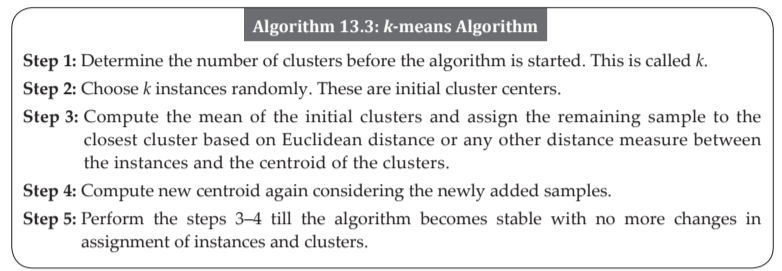 Algorithm 13.3: k-means Algorithm
Step 1: Determine the number of clusters before the algorithm is started. This is called k.
Step 2: Choose k instances randomly. These are initial cluster centers.
Step 3: Compute the mean of the initial clusters and assign the remaining sample to the
closest cluster based on Euclidean distance or any other distance measure between
the instances and the centroid of the clusters.
Step 4: Compute new centroid again considering the newly added samples.
Step 5: Perform the steps 3–4 till the algorithm becomes stable with no more changes in
assignment of instances and clusters.